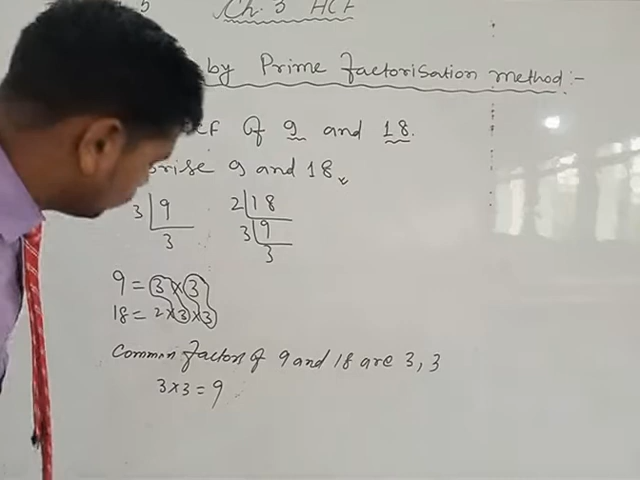 5 Ch. 3 HCF
by Prime factorisation method :-
CF of 9 and 18.
orise 9 and 18
3 9 2 18
3 3 9
3
9 = 3 × 3
18 = 2 × 3 × 3
Common factors of 9 and 18 are 3, 3
3 × 3 = 9